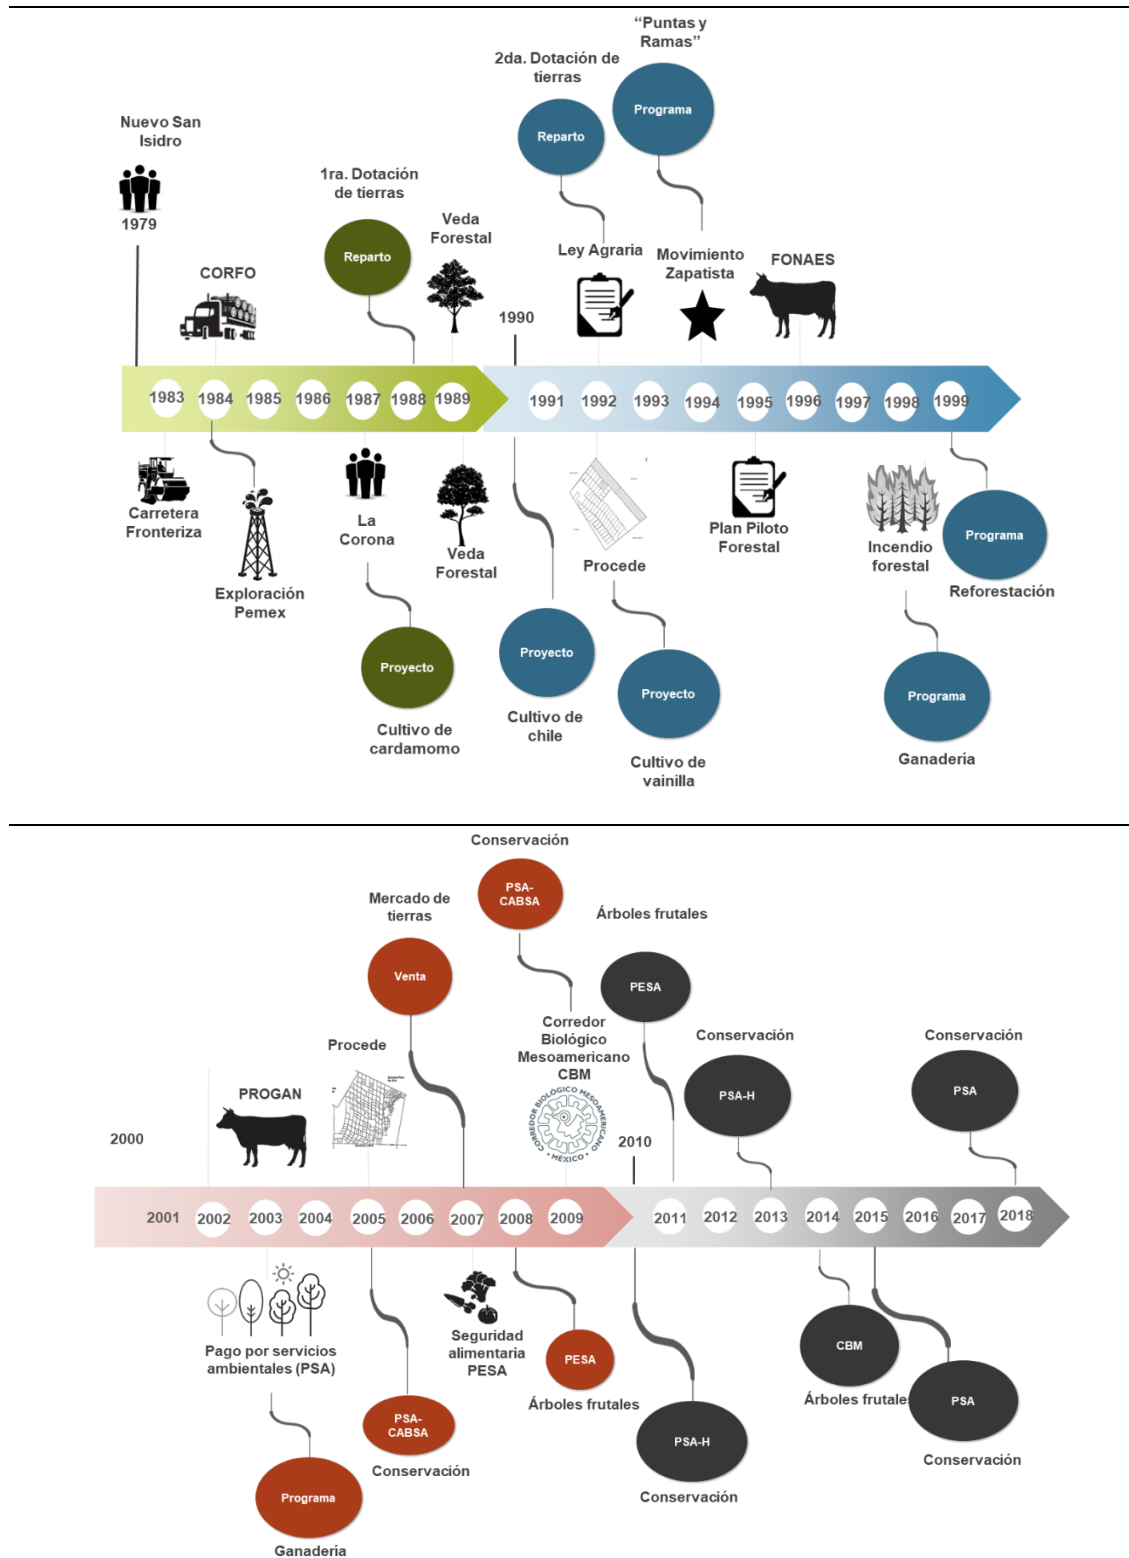 “Puntas y
Ramas”
2da. Dotación de
tierras
Programa
Reparto
Nuevo San
Isidro
1979
1ra. Dotación
de tierras
Reparto
Veda
Forestal
CORFO
Ley Agraria
Movimiento
Zapatista
FONAES
1990
1983 1984 1985 1986 1987 1988 1989 1991 1992 1993 1994 1995 1996 1997 1998 1999
Carretera
Fronteriza
Exploración
Pemex
La
Corona
Veda
Forestal
Procede
Plan Piloto
Forestal
Incendio
forestal
Programa
Reforestación
Proyecto
Cultivo de
cardamomo
Proyecto
Cultivo de
chile
Proyecto
Cultivo de
vainilla
Programa
Ganadería
Conservación
PSA-
CABSA
Mercado de
tierras
Venta
Árboles frutales
PESA
Corredor
Biológico
Mesoamericano
CBM
CORREDOR BIOLÓGICO MESOAMERICANO
• MÉXICO •
Procede
PROGAN
Conservación
PSA-H
Conservación
PSA
2000
2010
2001 2002 2003 2004 2005 2006 2007 2008 2009 2011 2012 2013 2014 2015 2016 2017 2018
Pago por servicios
ambientales (PSA)
Seguridad
alimentaria
PESA
PESA
Árboles frutales
CBM
Árboles frutale
PSA
Conservación
PSA-
CABSA
Conservación
PSA-H
Conservación
Programa
Ganadería